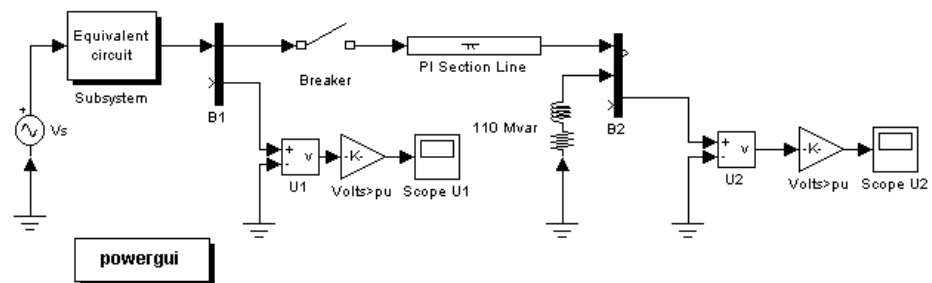 Equivalent
circuit
Subsystem
Vs
+
B1
Breaker
PI Section Line
110 Mvar
B2
+
-
v
U1
-K-
Volts>pu
Scope U1
+
-
v
U2
-K-
Volts>pu
Scope U2
powergui